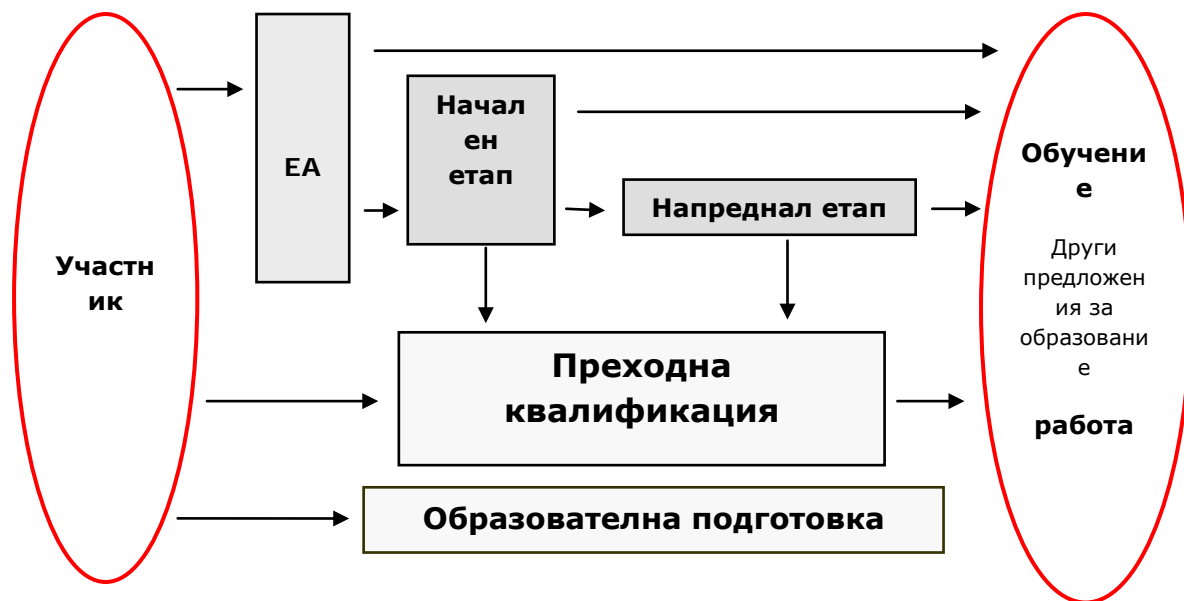 Участн
ик
ЕА
Начал
ен
етап
Напреднал етап
Преходна
квалификация
Образователна подготовка
Обучени
е
Други
предложен
ия за
образовани
е
работа